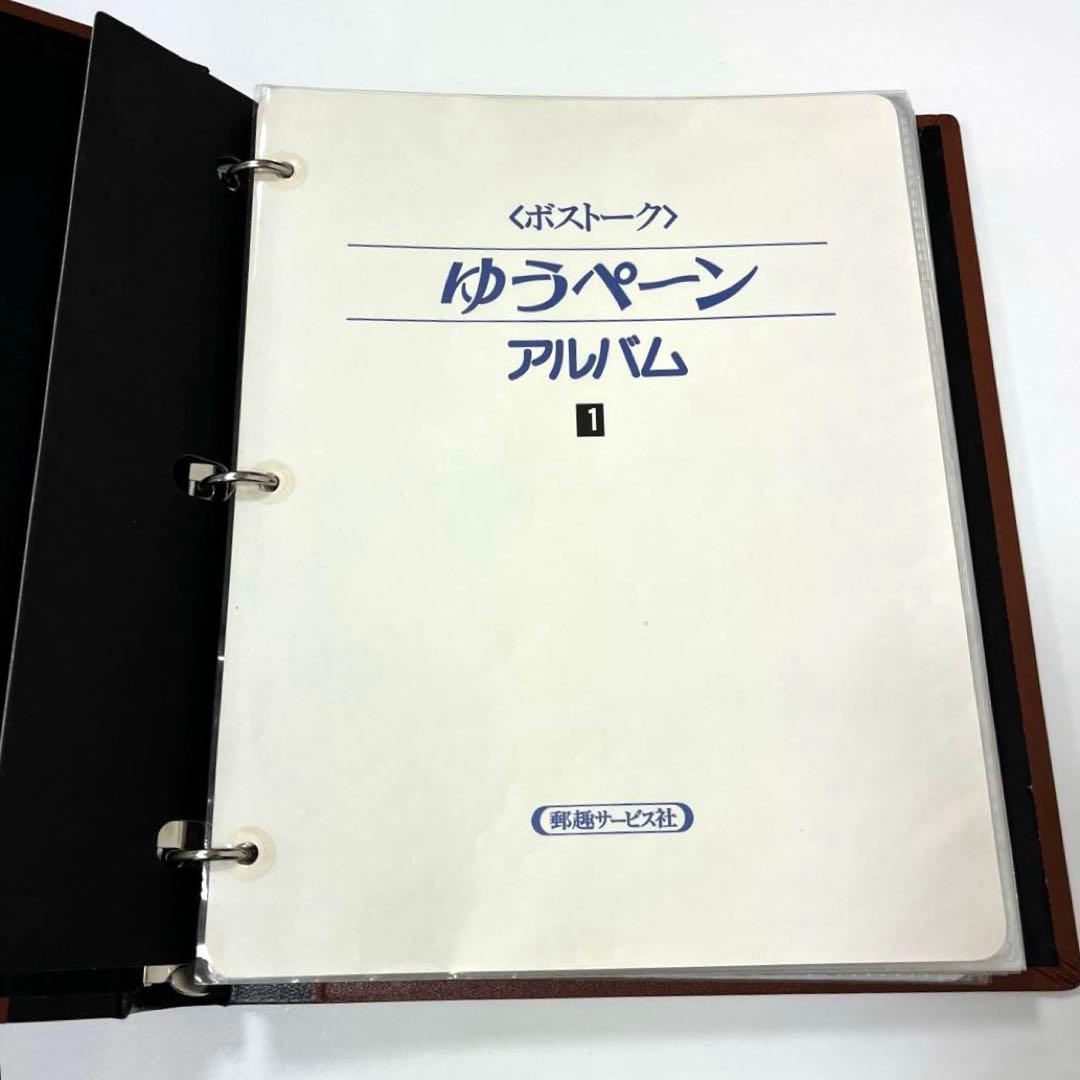 〈ボストーク〉
ゆうペーン
アルバム
1
郵趣サービス社